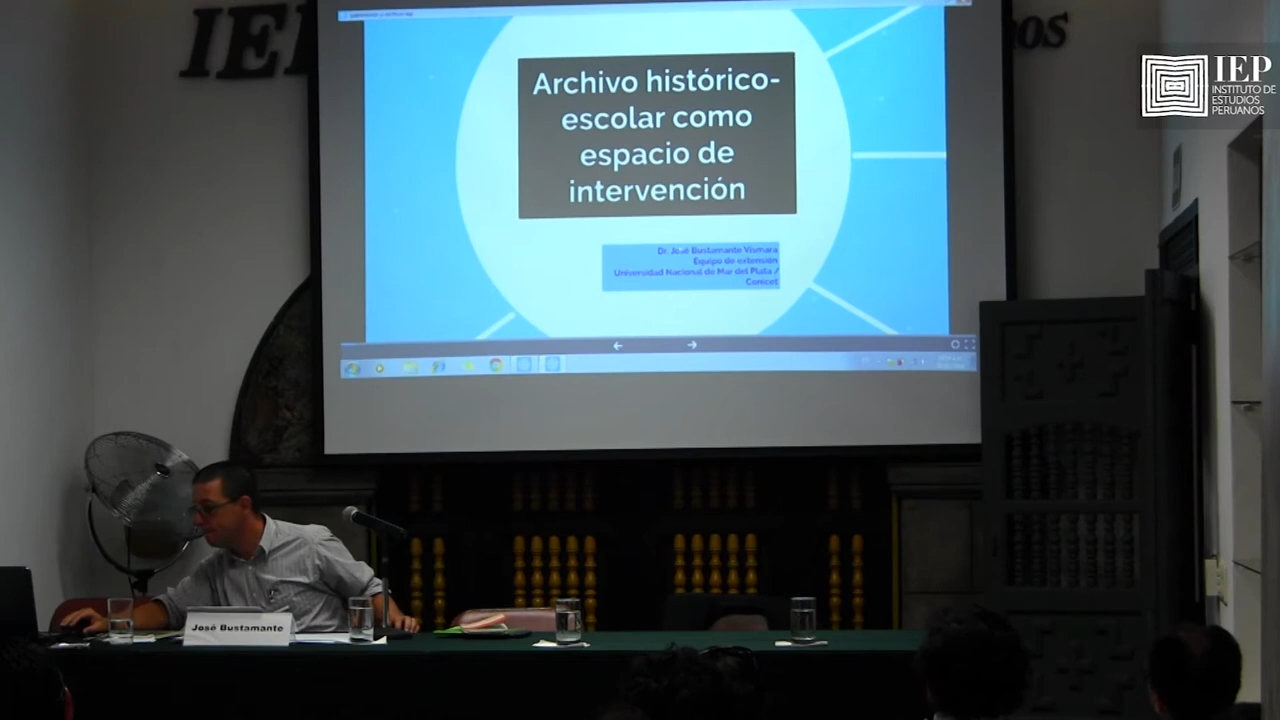 IEP
Archivo histórico-
escolar como
espacio de
intervención
Dr. José Bustamante Vismara
Equipo de extensión
Universidad Nacional de Mar del Plata /
Conicet
IEP
INSTITUTO DE
ESTUDIOS
PERUANOS
José Bustamante